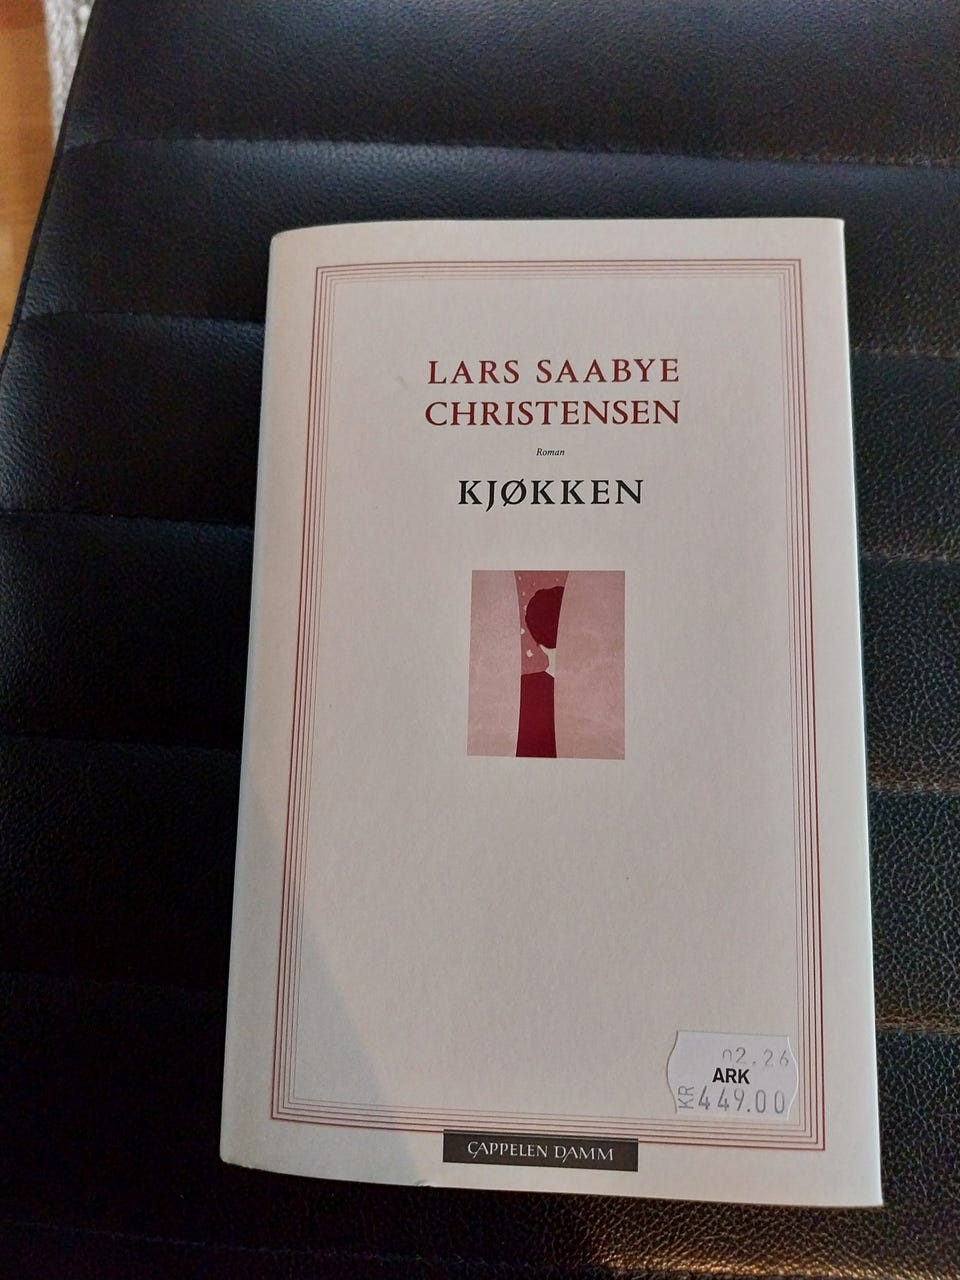 LARS SAABYE
CHRISTENSEN
Roman
KJØKKEN
02.26
ARK
KR 449.00
CAPPELEN DAMM